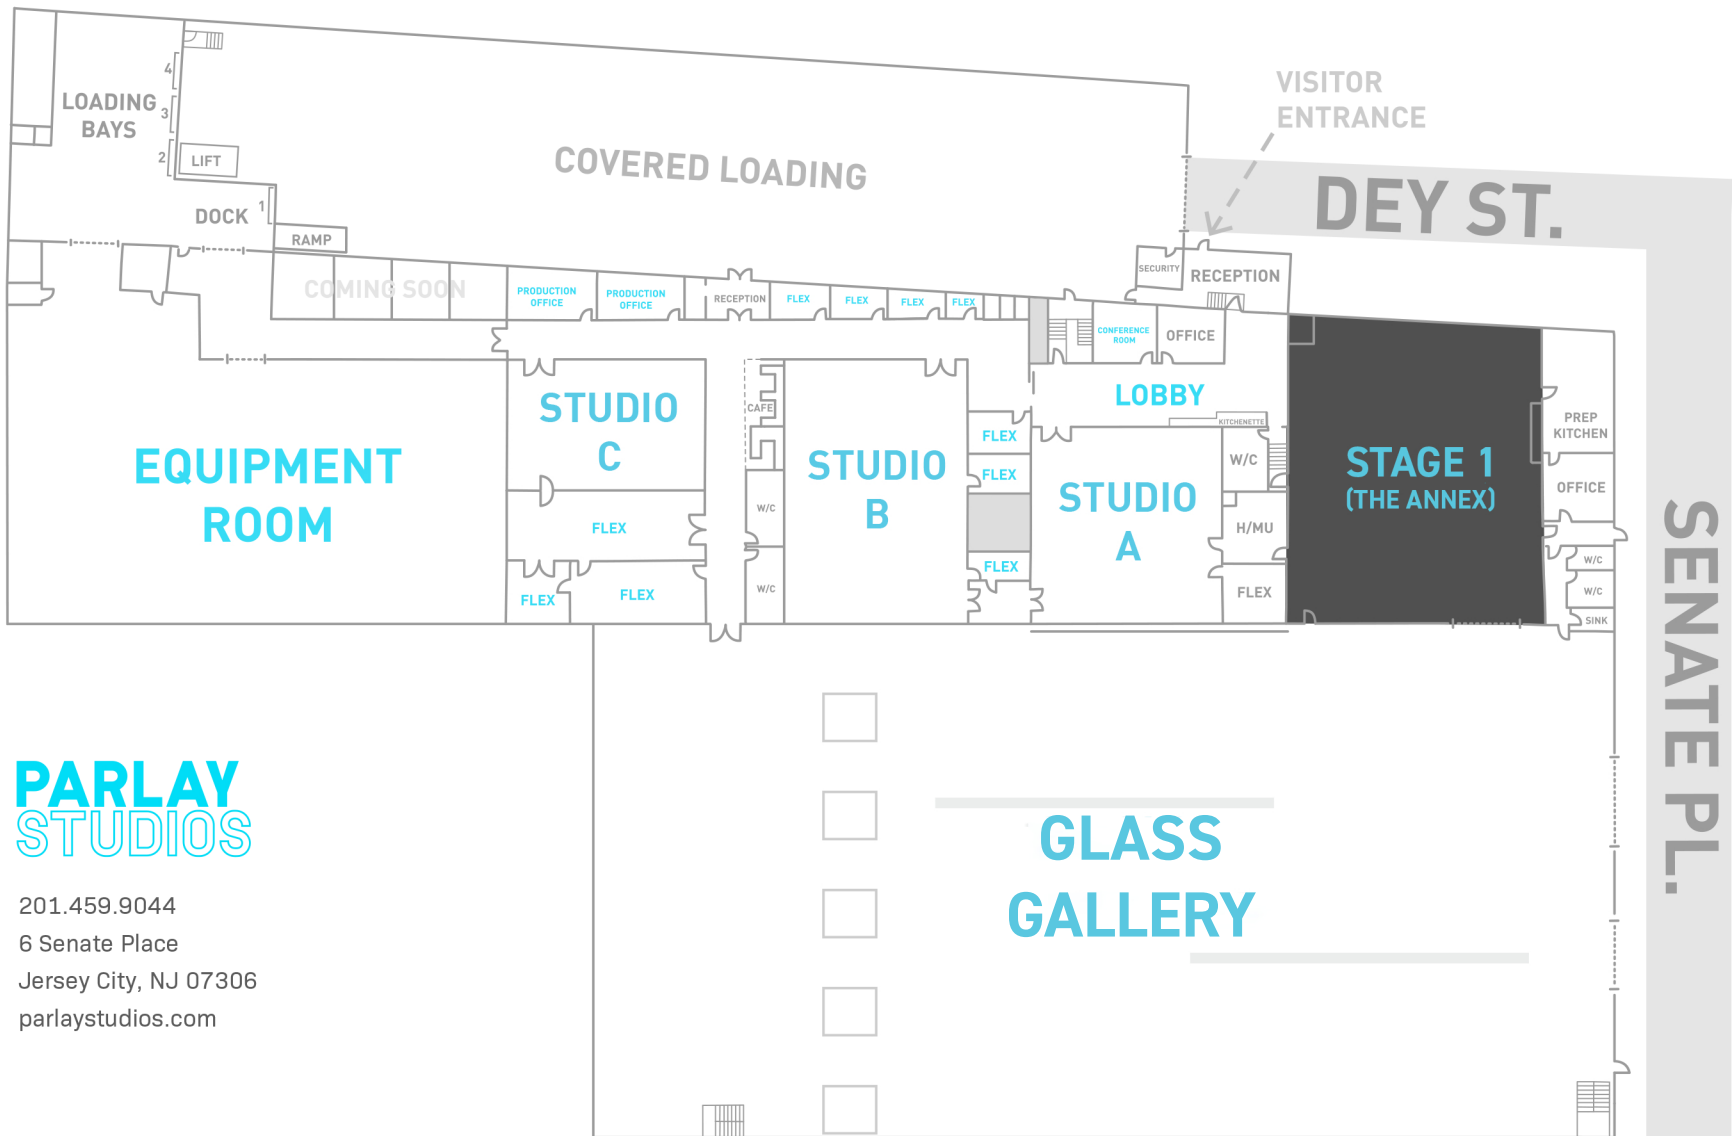 VISITOR
ENTRANCE
4
LOADING
BAYS
3
2
LIFT
COVERED LOADING
DEY ST.
DOCK
1
RAMP
SECURITY
RECEPTION
COMING SOON
PRODUCTION
OFFICE
PRODUCTION
OFFICE
RECEPTION
FLEX
FLEX
FLEX
FLEX
CONFERENCE
ROOM
OFFICE
LOBBY
KITCHENETTE
STUDIO
C
CAFE
STUDIO
B
FLEX
FLEX
FLEX
STUDIO
A
W/C
H/MU
FLEX
STAGE 1
(THE ANNEX)
PREP
KITCHEN
OFFICE
W/C
W/C
SINK
EQUIPMENT
ROOM
FLEX
FLEX
FLEX
W/C
W/C
SENATE PL.
GLASS
GALLERY
PARLAY
STUDIOS
201.459.9044
6 Senate Place
Jersey City, NJ 07306
parlaystudios.com